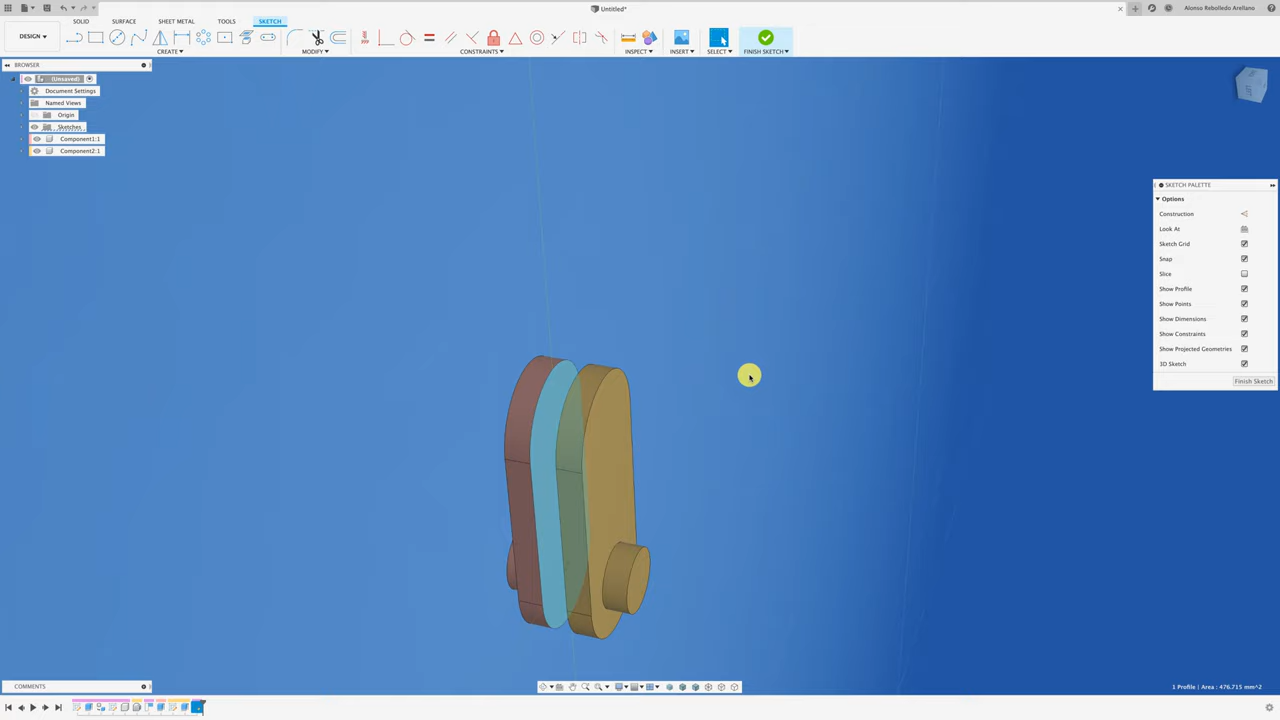 Untitled*
Alonso Rebolledo Arellano
DESIGN
SOLID SURFACE SHEET METAL TOOLS SKETCH
CREATE MODIFY CONSTRAINTS INSPECT INSERT SELECT FINISH SKETCH
BROWSER
(Unsaved)
Document Settings
Named Views
Origin
Sketches
Component1:1
Component2:1
SKETCH PALETTE
Options
Construction
Look At
Sketch Grid
Snap
Slice
Show Profile
Show Points
Show Dimensions
Show Constraints
Show Projected Geometries
3D Sketch
Finish Sketch
COMMENTS
1 Profile | Area : 476.715 mm^2